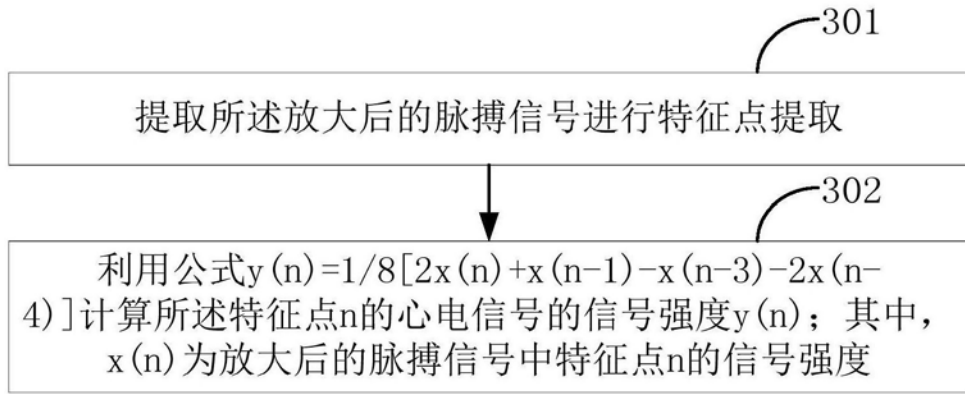 301
提取所述放大后的脉搏信号进行特征点提取
302
利用公式y(n)=1/8[2x(n)+x(n-1)-x(n-3)-2x(n-
4)]计算所述特征点n的心电信号的信号强度y(n)；其中，
x(n)为放大后的脉搏信号中特征点n的信号强度